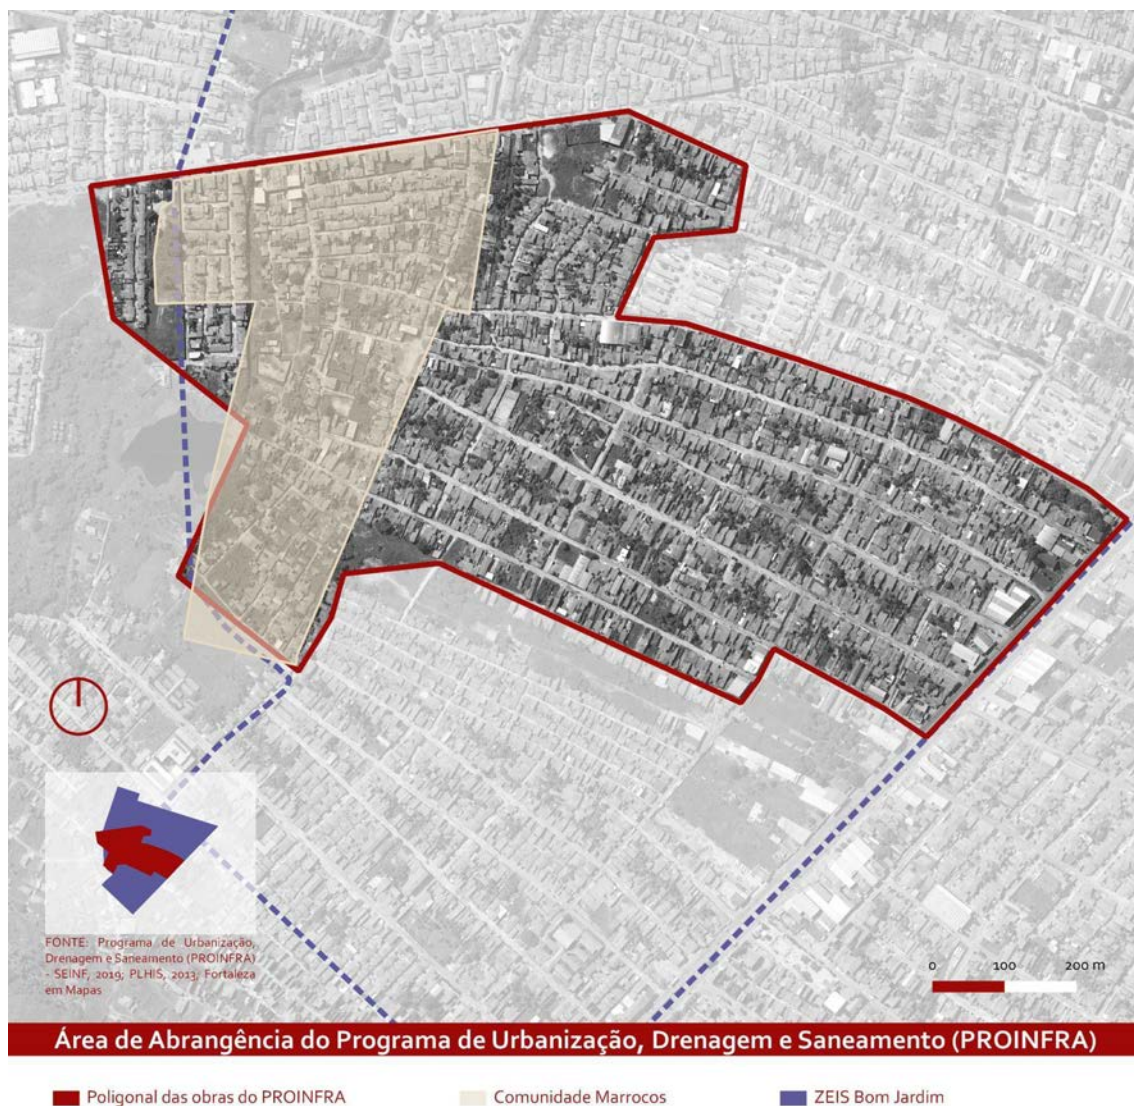 FONTE: Programa de Urbanização,
Drenagem e Saneamento (PROINFRA)
- SEINF, 2019; PLHIS, 2013; Fortaleza
em Mapas
0 100 200 m
Área de Abrangência do Programa de Urbanização, Drenagem e Saneamento (PROINFRA)
Poligonal das obras do PROINFRA
Comunidade Marrocos
ZEIS Bom Jardim